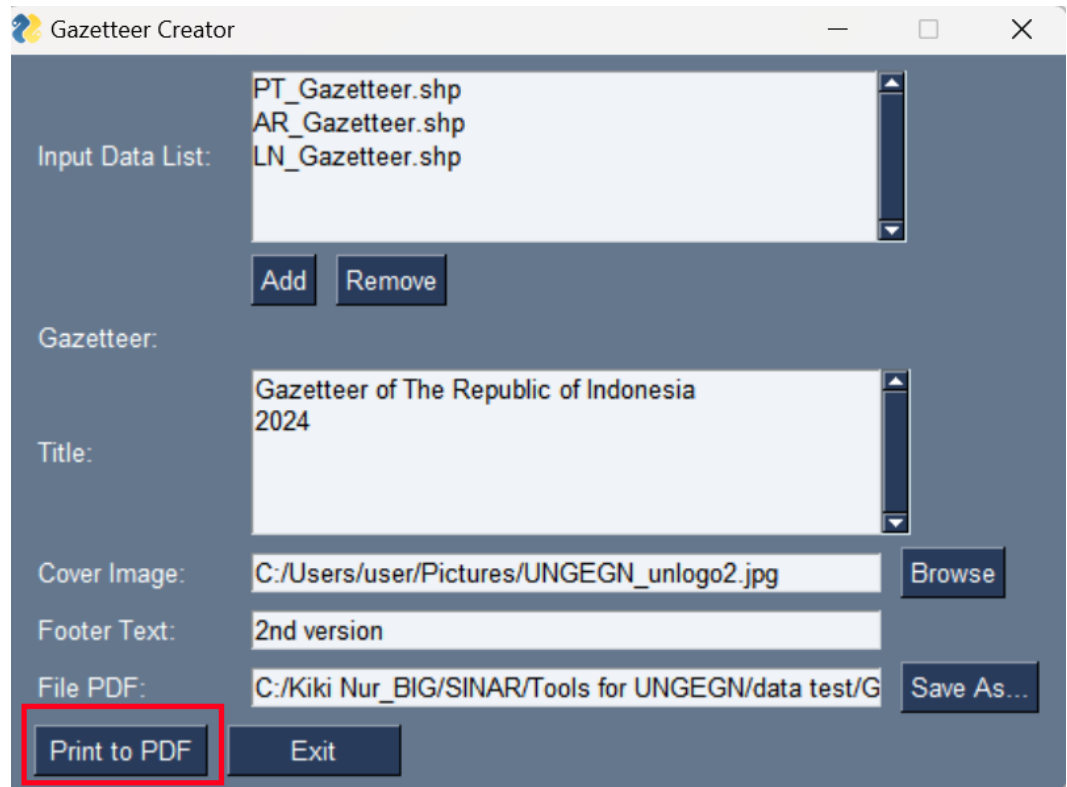 Gazetteer Creator
Input Data List:
PT_Gazetteer.shp
AR_Gazetteer.shp
LN_Gazetteer.shp
Add Remove
Gazetteer:
Title:
Gazetteer of The Republic of Indonesia
2024
Cover Image: C:/Users/user/Pictures/UNGEGN_unlogo2.jpg Browse
Footer Text: 2nd version
File PDF: C:/Kiki Nur_BIG/SINAR/Tools for UNGEGN/data test/G Save As...
Print to PDF Exit